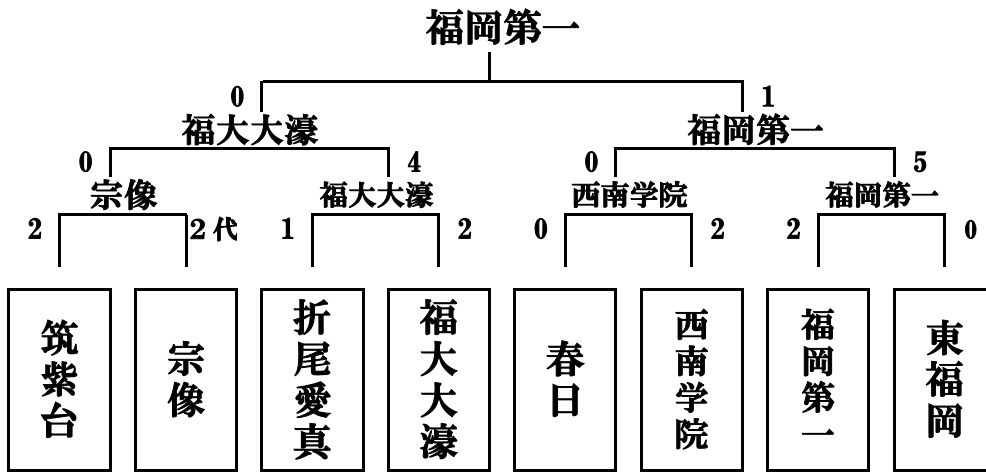 福岡第一
0 1
福大大濠 福岡第一
0 4 0 5
宗像 福大大濠 西南学院 福岡第一
2 2代 1 2 0 2 2 0
筑紫台
宗像
折尾愛真
福大大濠
春日
西南学院
福岡第一
東福岡